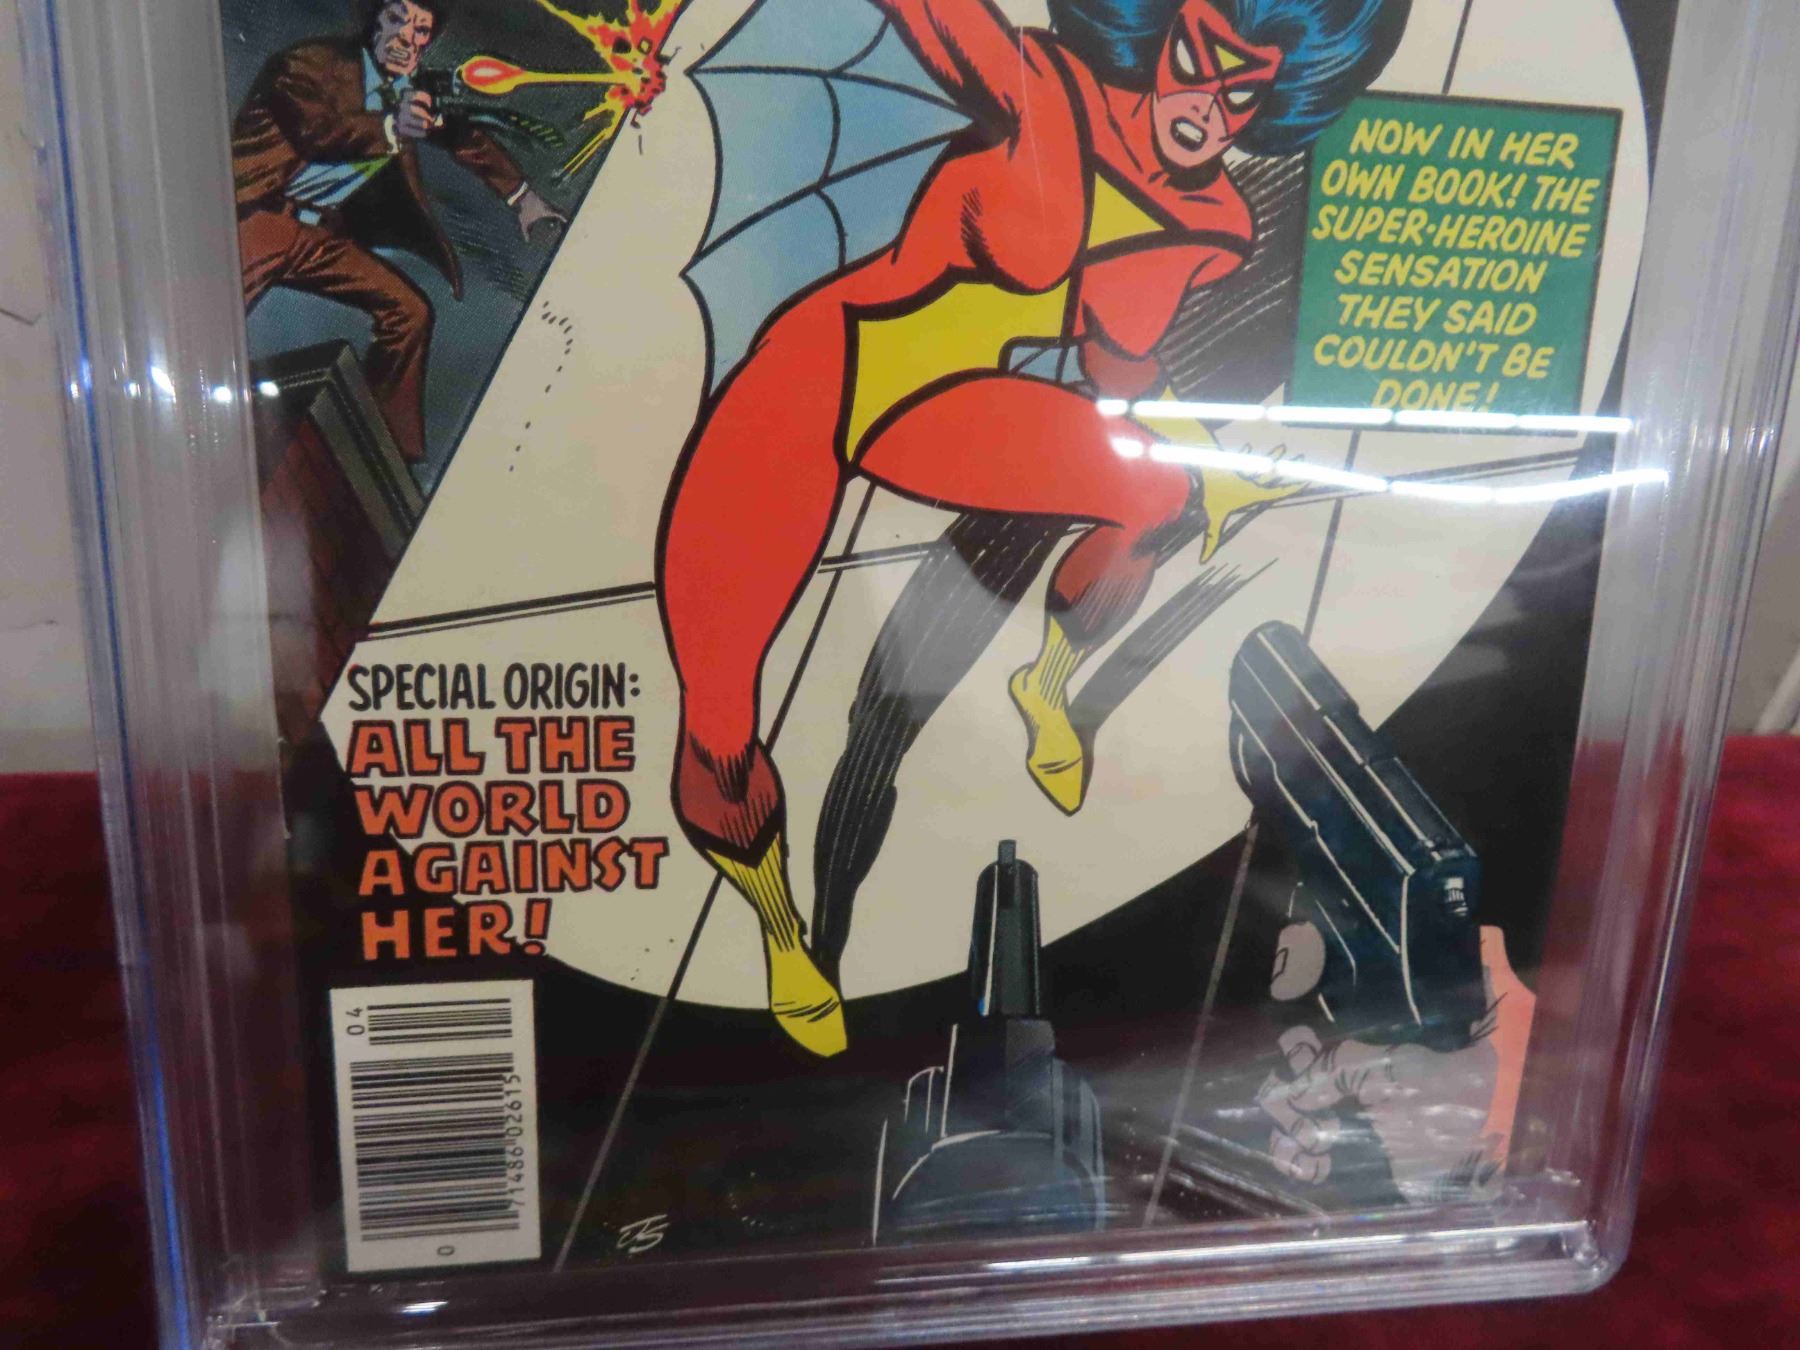 NOW IN HER
OWN BOOK! THE
SUPER-HEROINE
SENSATION
THEY SAID
COULDN'T BE
DONE!
SPECIAL ORIGIN:
ALL THE
WORLD
AGAINST
HER!
04
71486 02615
0